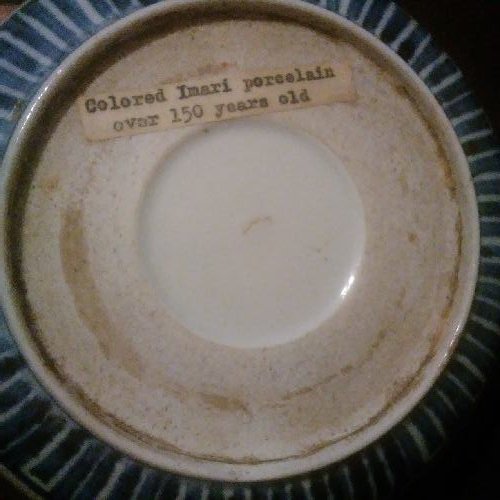 Colored Imari porcelain
over 150 years old